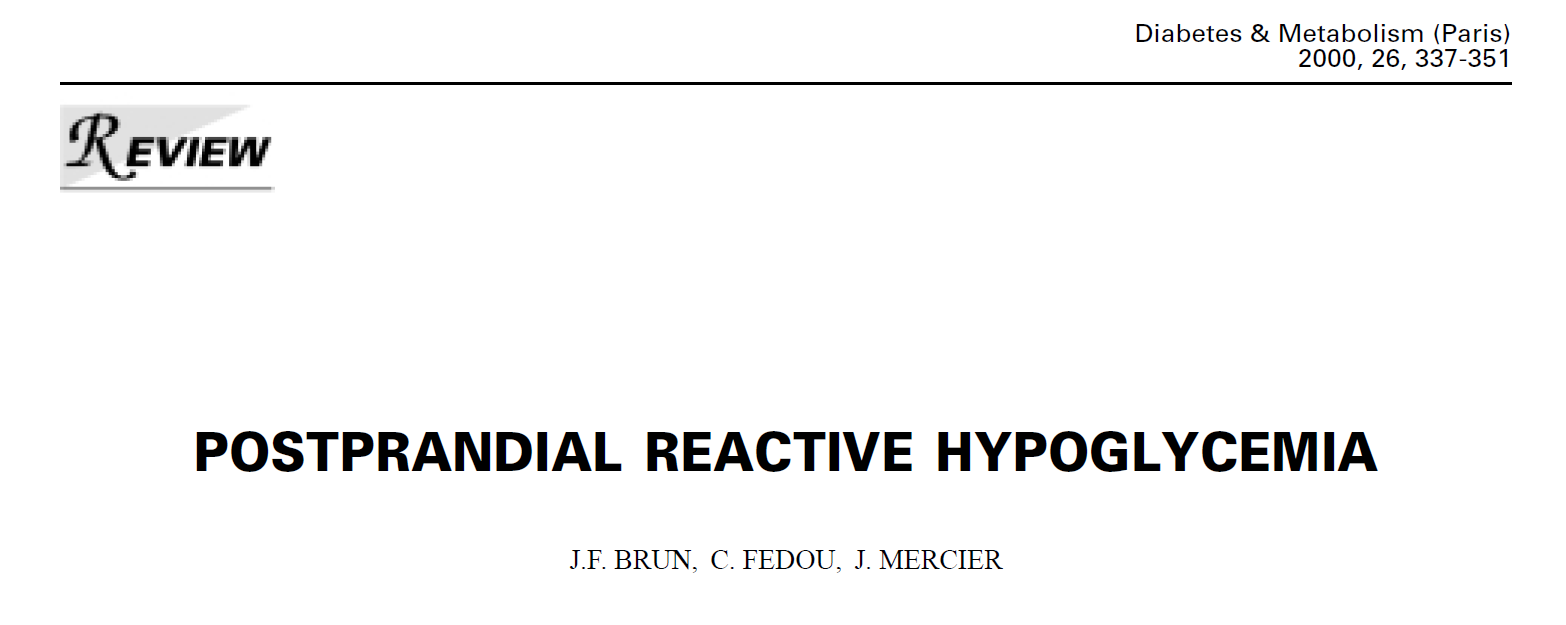 Diabetes & Metabolism (Paris)
2000, 26, 337-351
REVIEW
POSTPRANDIAL REACTIVE HYPOGLYCEMIA
J.F. BRUN, C. FEDOU, J. MERCIER